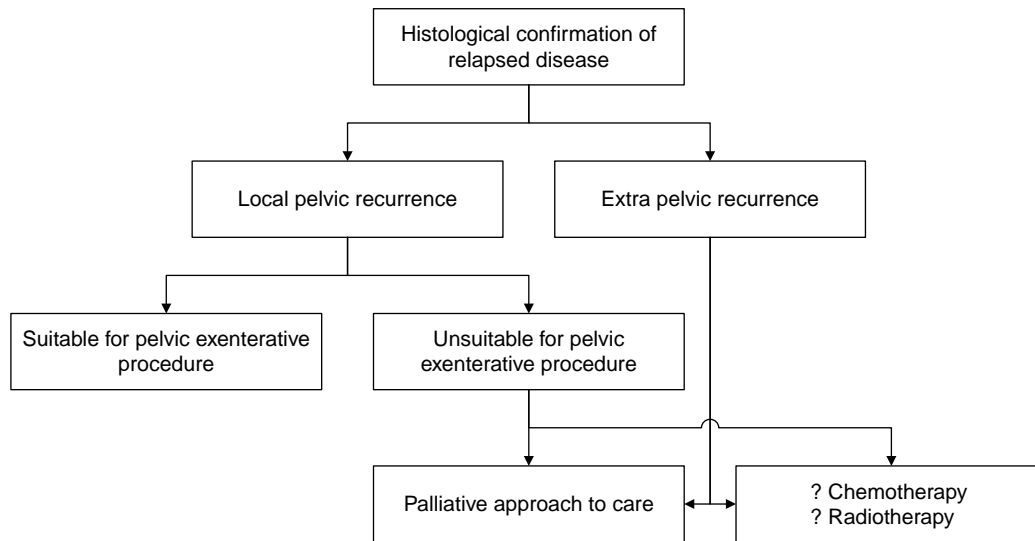 Histological confirmation of
relapsed disease
Local pelvic recurrence
Extra pelvic recurrence
Suitable for pelvic exenterative
procedure
Unsuitable for pelvic
exenterative procedure
Palliative approach to care
? Chemotherapy
? Radiotherapy